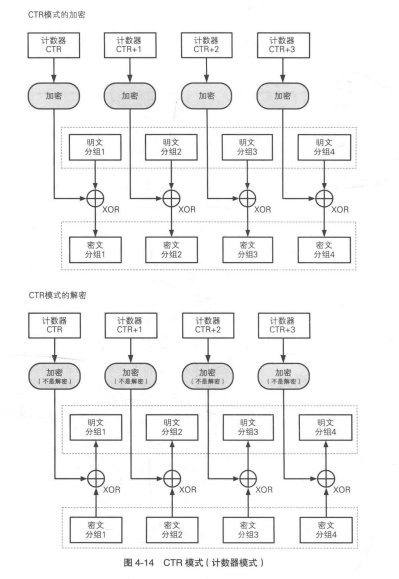 CTR模式的加密
计数器 计数器 计数器 计数器
CTR CTR+1 CTR+2 CTR+3
加密 加密 加密 加密
明文 明文 明文 明文
分组1 分组2 分组3 分组4
XOR XOR XOR XOR
密文 密文 密文 密文
分组1 分组2 分组3 分组4
CTR模式的解密
计数器 计数器 计数器 计数器
CTR CTR+1 CTR+2 CTR+3
加密 加密 加密 加密
（不是解密） （不是解密） （不是解密） （不是解密）
明文 明文 明文 明文
分组1 分组2 分组3 分组4
XOR XOR XOR XOR
密文 密文 密文 密文
分组1 分组2 分组3 分组4
图 4-14 CTR 模式（计数器模式）